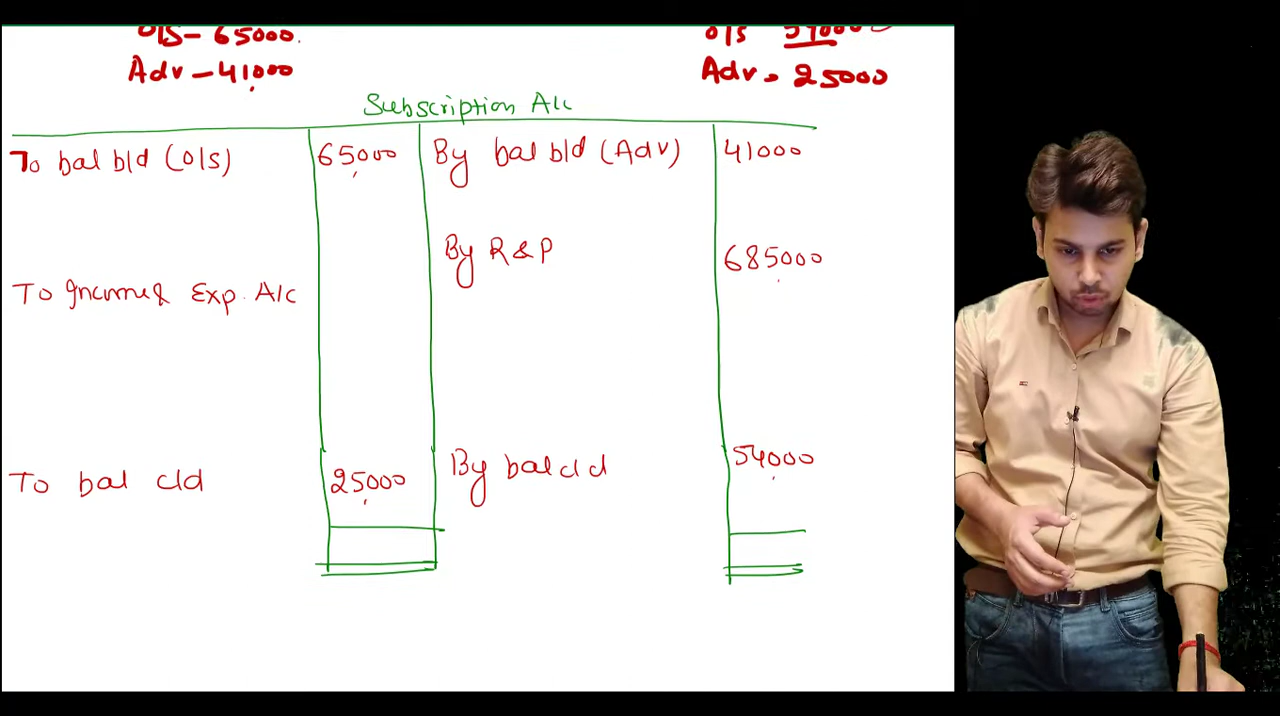 O/S - 65000
O/S 54000
Adv - 41000
Adv - 25000
Subscription A/c
To bal b/d (O/S) 65000 By bal b/d (Adv) 41000
By R & P 685000
To Income & Exp. A/c
To bal c/d 25000 By bal c/d 54000